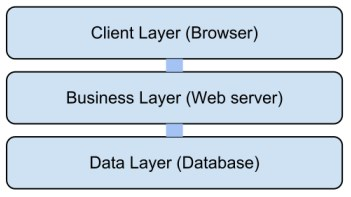 Client Layer (Browser)
Business Layer (Web server)
Data Layer (Database)